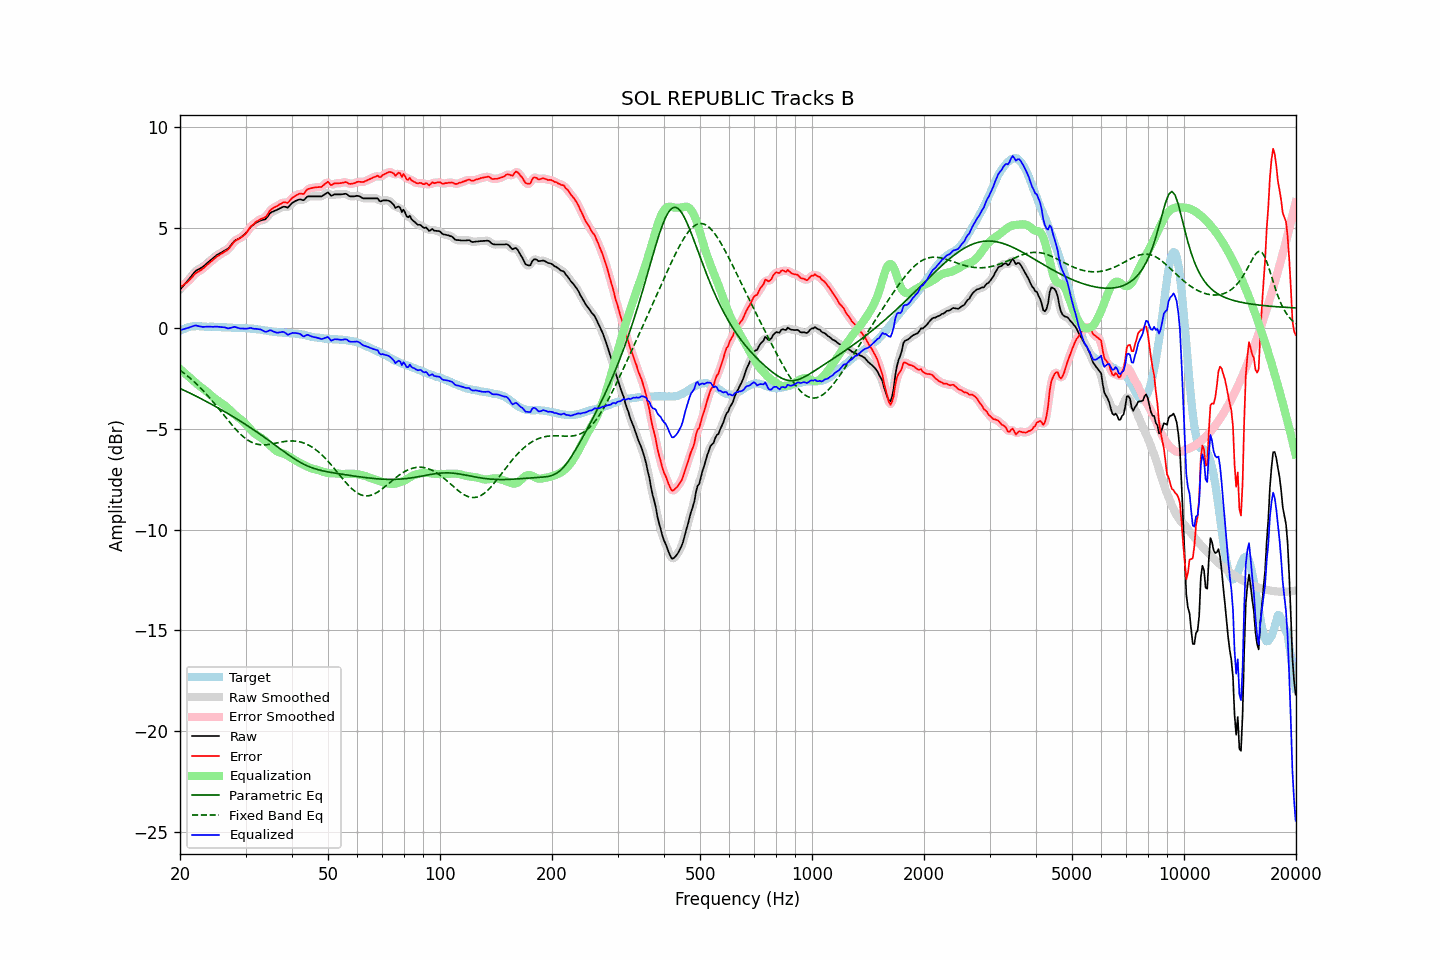 SOL REPUBLIC Tracks B
Amplitude (dBr)
10
5
0
−5
−10
−15
−20
−25
Target
Raw Smoothed
Error Smoothed
Raw
Error
Equalization
Parametric Eq
Fixed Band Eq
Equalized
20 50 100 200 500 1000 2000 5000 10000 20000
Frequency (Hz)